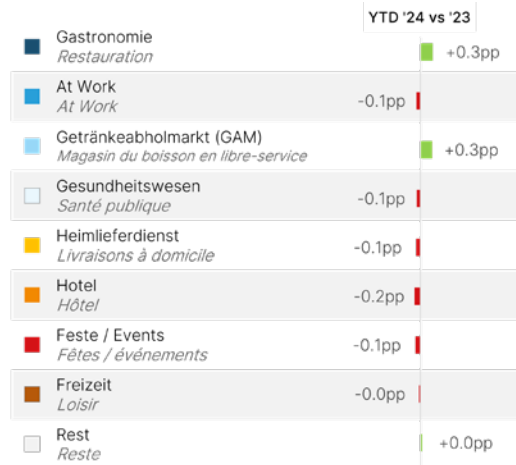 YTD '24 vs '23
Gastronomie
Restauration
+0.3pp
At Work
At Work
-0.1pp
Getränkeabholmarkt (GAM)
Magasin du boisson en libre-service
+0.3pp
Gesundheitswesen
Santé publique
-0.1pp
Heimlieferdienst
Livraisons à domicile
-0.1pp
Hotel
Hôtel
-0.2pp
Feste / Events
Fêtes / événements
-0.1pp
Freizeit
Loisir
-0.0pp
Rest
Reste
+0.0pp